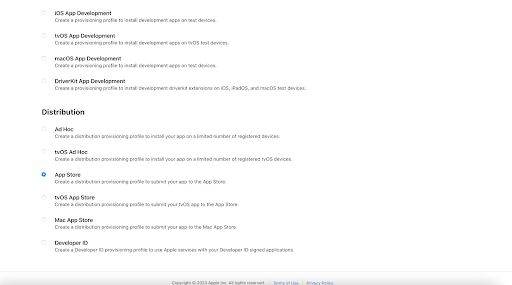 iOS App Development
Create a provisioning profile to install development apps on test devices.
tvOS App Development
Create a provisioning profile to install development apps on tvOS test devices.
macOS App Development
Create a provisioning profile to install development apps on test devices.
DriverKit App Development
Create a provisioning profile to install development driverkit extensions on iOS, iPadOS, and macOS test devices.
Distribution
Ad Hoc
Create a distribution provisioning profile to install your app on a limited number of registered devices.
tvOS Ad Hoc
Create a distribution provisioning profile to install your app on a limited number of registered tvOS devices.
App Store
Create a distribution provisioning profile to submit your app to the App Store.
tvOS App Store
Create a distribution provisioning profile to submit your tvOS app to the App Store.
Mac App Store
Create a distribution provisioning profile to submit your app to the Mac App Store.
Developer ID
Create a Developer ID provisioning profile to use Apple services with your Developer ID signed applications.
Copyright © 2023 Apple Inc. All rights reserved. | Terms of Use | Privacy Policy